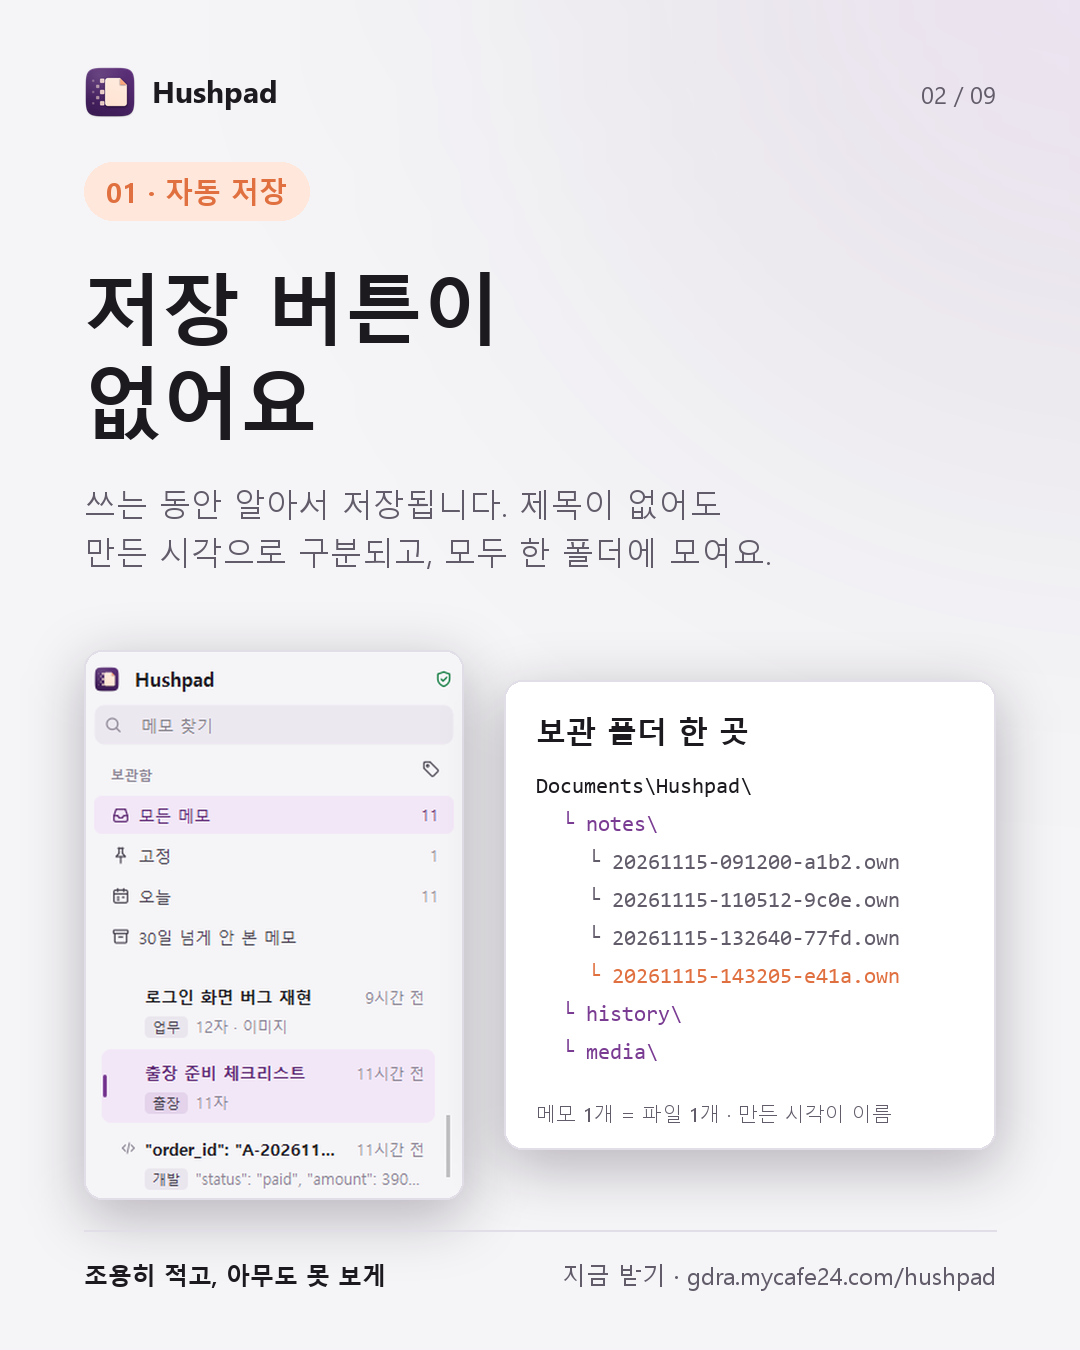 Hushpad
02 / 09
01 · 자동 저장
저장 버튼이
없어요
쓰는 동안 알아서 저장됩니다. 제목이 없어도
만든 시각으로 구분되고, 모두 한 폴더에 모여요.
Hushpad
메모 찾기
보관함
모든 메모 11
고정 1
오늘 11
30일 넘게 안 본 메모
로그인 화면 버그 재현 9시간 전
업무 12자 · 이미지
출장 준비 체크리스트 11시간 전
출장 11자
"order_id": "A-202611... 11시간 전
개발 "status": "paid", "amount": 390...
보관 폴더 한 곳
Documents\Hushpad\
└ notes\
└ 20261115-091200-a1b2.own
└ 20261115-110512-9c0e.own
└ 20261115-132640-77fd.own
└ 20261115-143205-e41a.own
└ history\
└ media\
메모 1개 = 파일 1개 · 만든 시각이 이름
조용히 적고, 아무도 못 보게
지금 받기 · gdra.mycafe24.com/hushpad